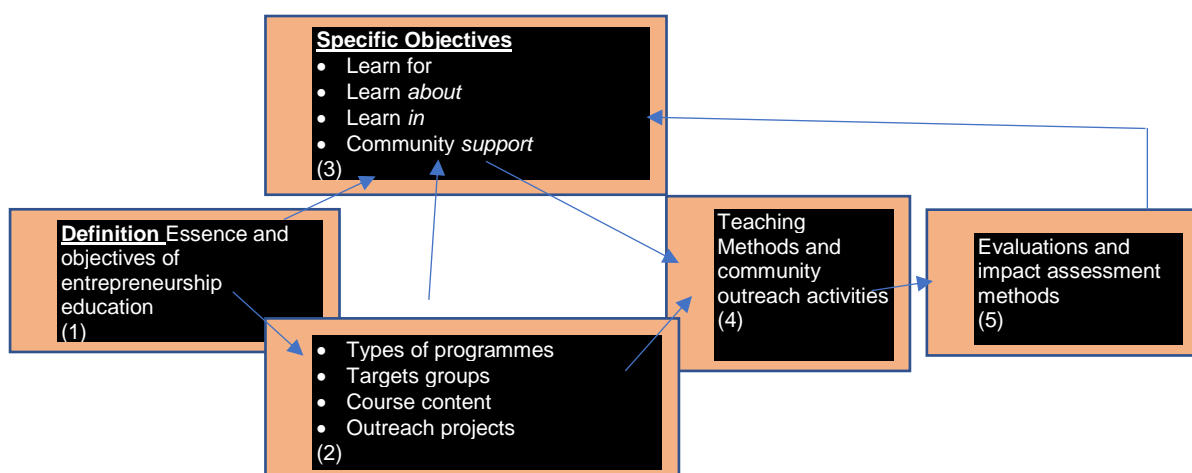 Specific Objectives
• Learn for
• Learn about
• Learn in
• Community support
(3)
Definition Essence and
objectives of
entrepreneurship
education
(1)
• Types of programmes
• Targets groups
• Course content
• Outreach projects
(2)
Teaching
Methods and
community
outreach activities
(4)
Evaluations and
impact assessment
methods
(5)